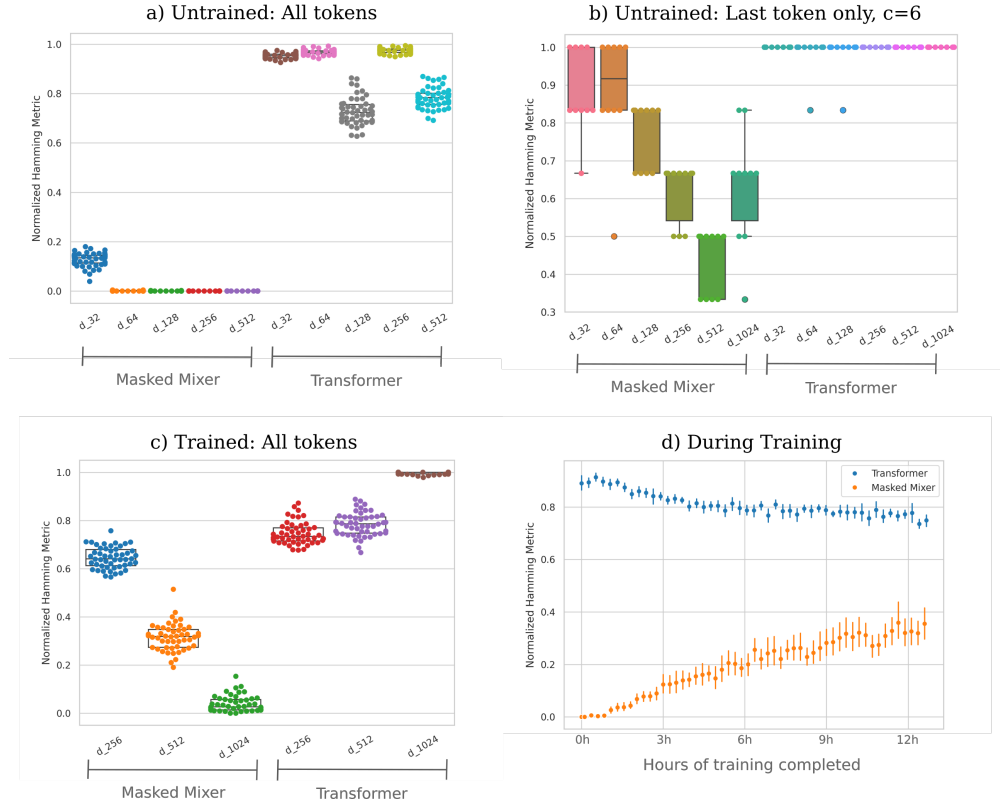 a) Untrained: All tokens
Normalized Hamming Metric
1.0
0.8
0.6
0.4
0.2
0.0
d_32
d_64
d_128
d_256
d_512
d_32
d_64
d_128
d_256
d_512
Masked Mixer
Transformer
b) Untrained: Last token only, c=6
Normalized Hamming Metric
1.0
0.9
0.8
0.7
0.6
0.5
0.4
0.3
d_32
d_64
d_128
d_256
d_512
d_1024
d_32
d_64
d_128
d_256
d_512
d_1024
Masked Mixer
Transformer
c) Trained: All tokens
Normalized Hamming Metric
1.0
0.8
0.6
0.4
0.2
0.0
d_256
d_512
d_1024
d_256
d_512
d_1024
Masked Mixer
Transformer
d) During Training
Transformer
Masked Mixer
Normalized Hamming Metric
0.8
0.6
0.4
0.2
0.0
0h
3h
6h
9h
12h
Hours of training completed